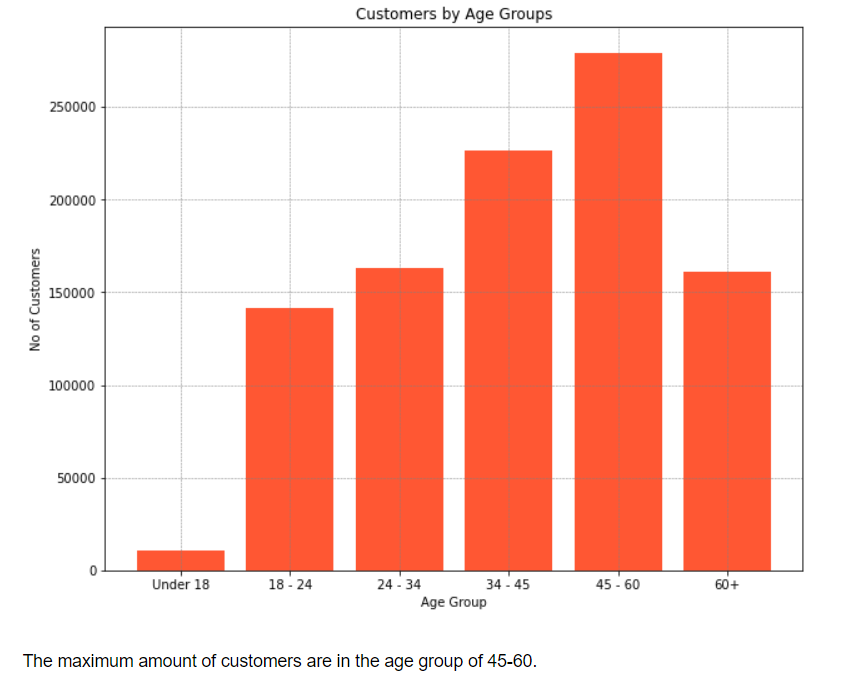 Customers by Age Groups
250000
200000
150000
100000
50000
0
No of Customers
Under 18
18 - 24
24 - 34
34 - 45
45 - 60
60+
Age Group
The maximum amount of customers are in the age group of 45-60.